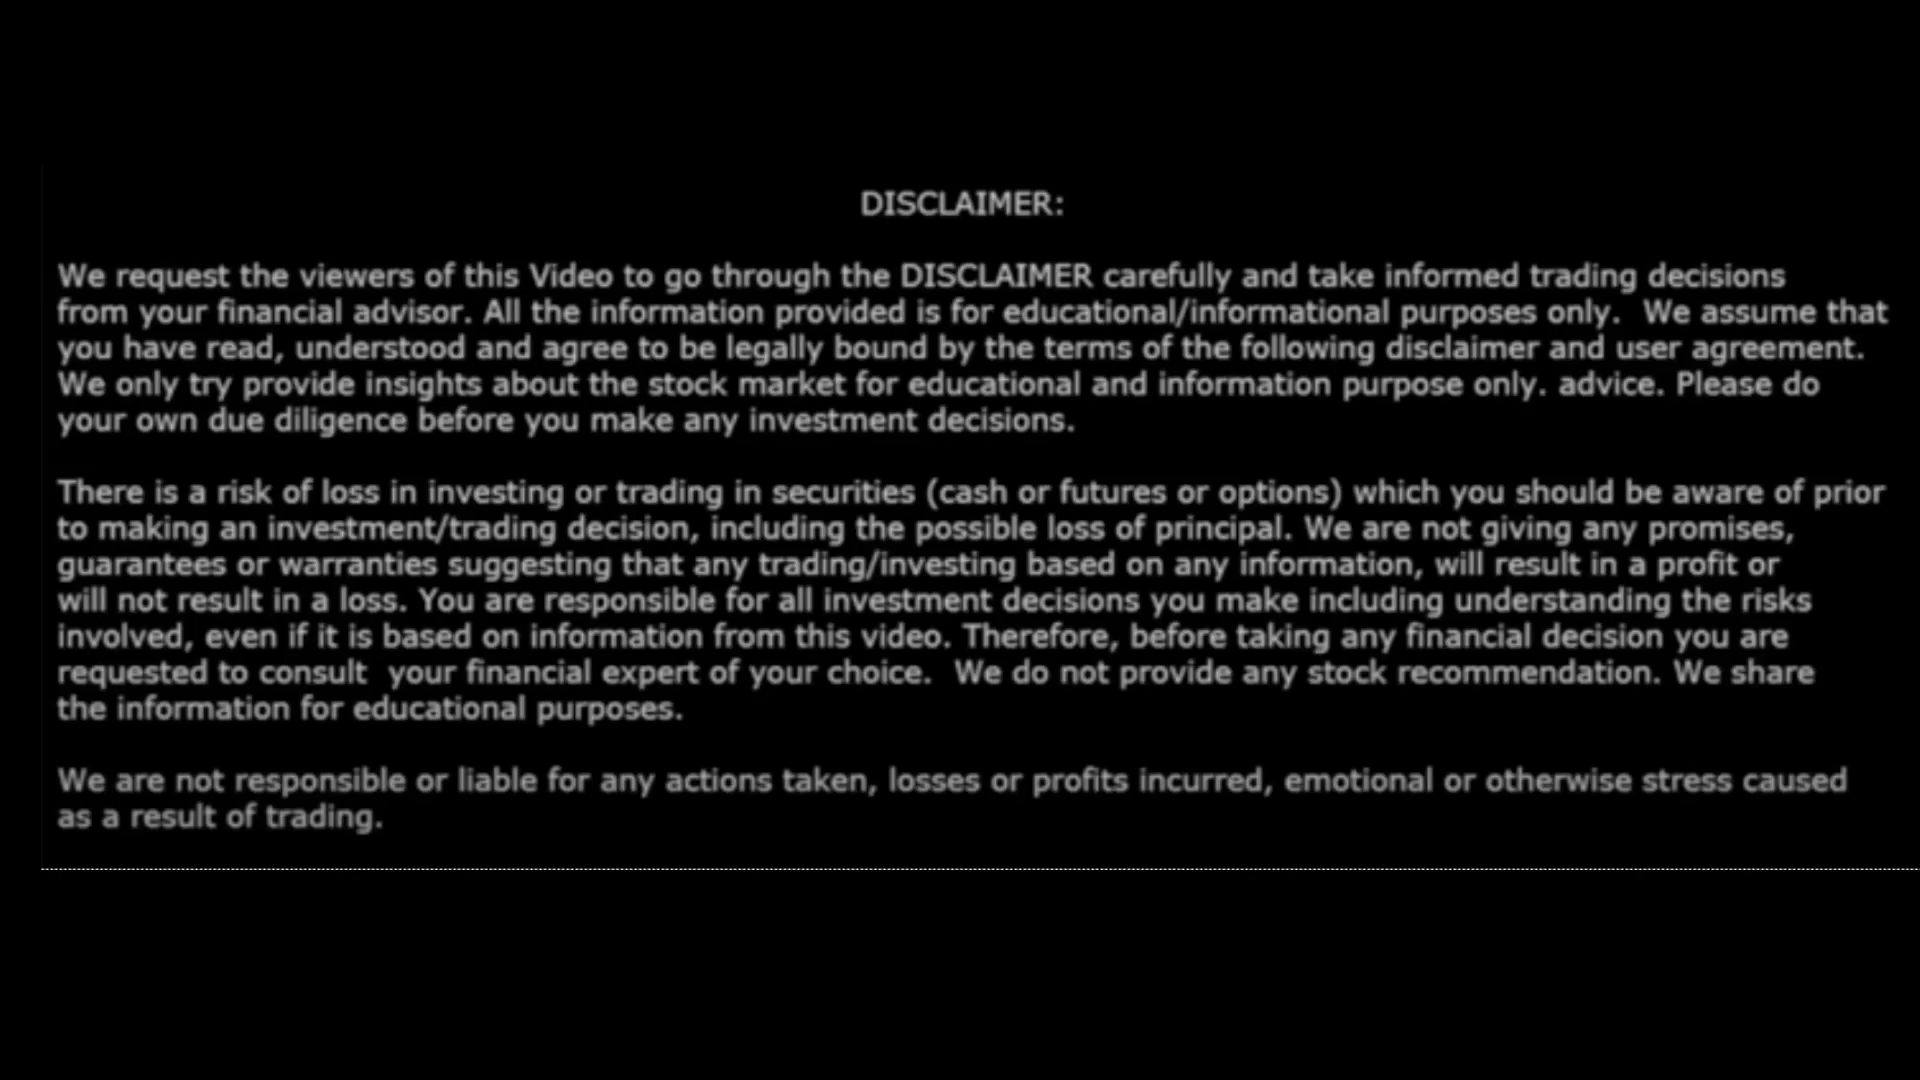 DISCLAIMER:
We request the viewers of this Video to go through the DISCLAIMER carefully and take informed trading decisions
from your financial advisor. All the information provided is for educational/informational purposes only.  We assume that
you have read, understood and agree to be legally bound by the terms of the following disclaimer and user agreement.
We only try provide insights about the stock market for educational and information purpose only. advice. Please do
your own due diligence before you make any investment decisions.
There is a risk of loss in investing or trading in securities (cash or futures or options) which you should be aware of prior
to making an investment/trading decision, including the possible loss of principal. We are not giving any promises,
guarantees or warranties suggesting that any trading/investing based on any information, will result in a profit or
will not result in a loss. You are responsible for all investment decisions you make including understanding the risks
involved, even if it is based on information from this video. Therefore, before taking any financial decision you are
requested to consult  your financial expert of your choice.  We do not provide any stock recommendation. We share
the information for educational purposes.
We are not responsible or liable for any actions taken, losses or profits incurred, emotional or otherwise stress caused
as a result of trading.